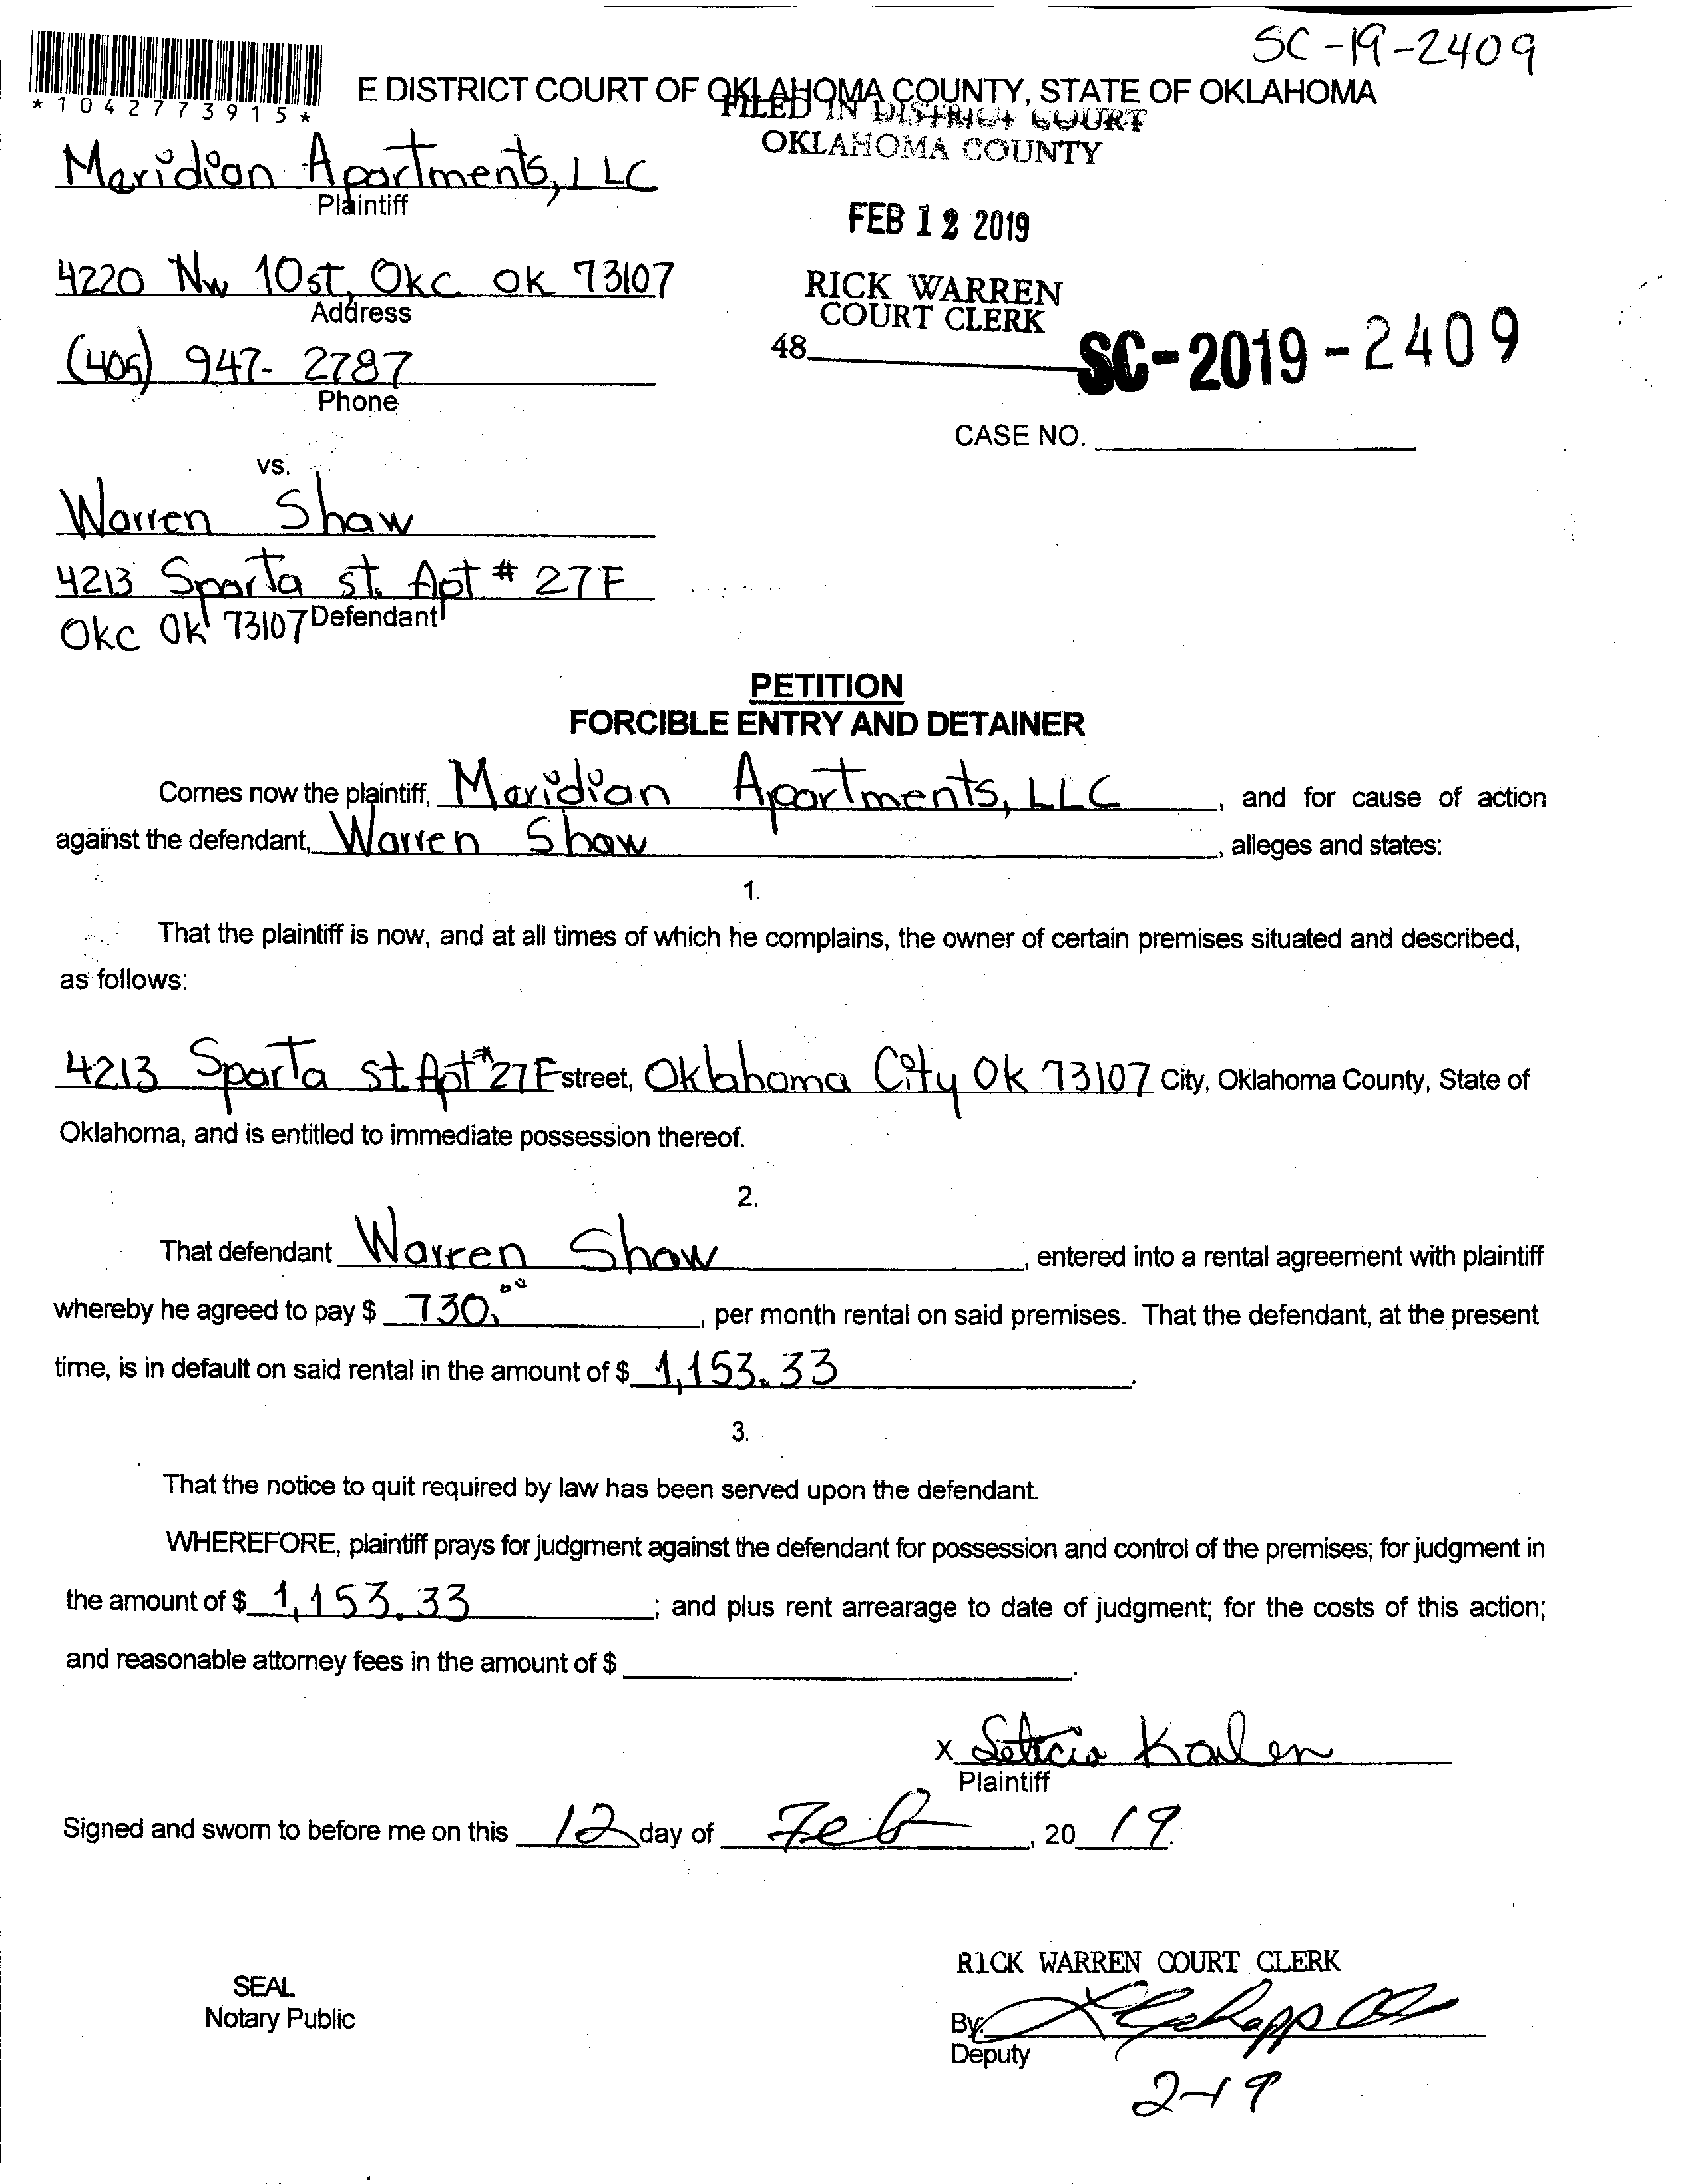 SC-19-2409
*1042773915*
E DISTRICT COURT OF OKLAHOMA COUNTY, STATE OF OKLAHOMA
FILED IN DISTRICT COURT
OKLAHOMA COUNTY
Maridian Apartments, LLC
Plaintiff
FEB 12 2019
4220 Nw 10st, Okc OK 73107
Address
RICK WARREN
COURT CLERK
(405) 947-2787
Phone
48
SC-2019-2409
CASE NO.
vs.
Warren Shaw
4213 Sparta st. Apt # 27F
Okc Ok 73107 Defendant
PETITION
FORCIBLE ENTRY AND DETAINER
Comes now the plaintiff, Maridian Apartments, LLC, and for cause of action
against the defendant, Warren Shaw, alleges and states:
1.
That the plaintiff is now, and at all times of which he complains, the owner of certain premises situated and described,
as follows:
4213 Sparta st Apt #27F street, Oklahoma City Ok 73107 City, Oklahoma County, State of
Oklahoma, and is entitled to immediate possession thereof.
2.
That defendant Warren Shaw, entered into a rental agreement with plaintiff
whereby he agreed to pay $ 730.00, per month rental on said premises. That the defendant, at the present
time, is in default on said rental in the amount of $ 1,153.33.
3.
That the notice to quit required by law has been served upon the defendant.
WHEREFORE, plaintiff prays for judgment against the defendant for possession and control of the premises; for judgment in
the amount of $ 1,153.33; and plus rent arrearage to date of judgment; for the costs of this action;
and reasonable attorney fees in the amount of $.
X
Plaintiff
Signed and sworn to before me on this 12 day of Feb, 20 19.
RICK WARREN COURT CLERK
SEAL
Notary Public
By:
Deputy
2-19